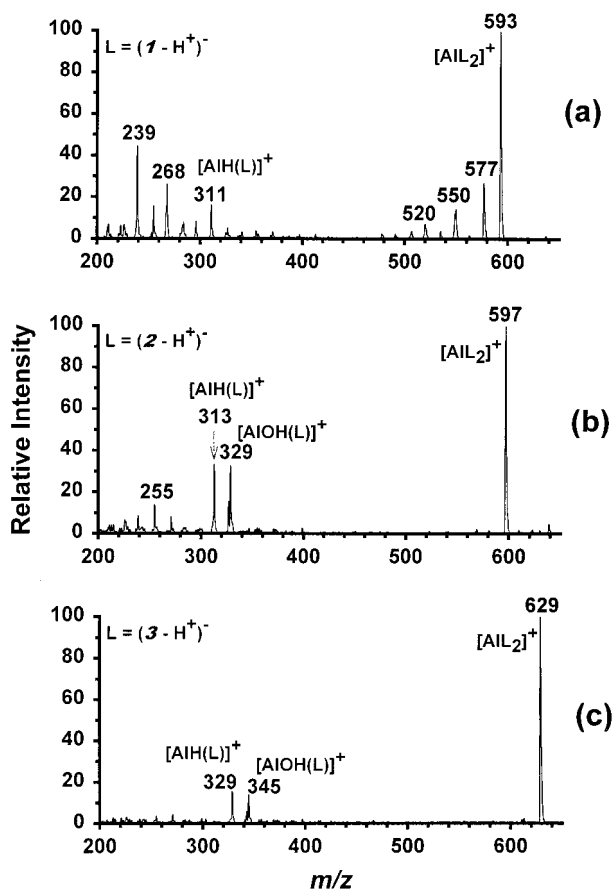 593
100
L = (1 - H⁺)⁻
[AlL₂]⁺
80
(a)
60
239
40
268
[AlH(L)]⁺
577
311
550
20
520
0
200 400 600
597
100
L = (2 - H⁺)⁻
[AlL₂]⁺
80
[AlH(L)]⁺
60
313
[AlOH(L)]⁺
(b)
329
40
255
20
0
200 300 400 500 600
629
100
L = (3 - H⁺)⁻
[AlL₂]⁺
80
60
(c)
40
[AlH(L)]⁺
[AlOH(L)]⁺
329
345
20
0
200 300 400 500 600
m/z
Relative Intensity